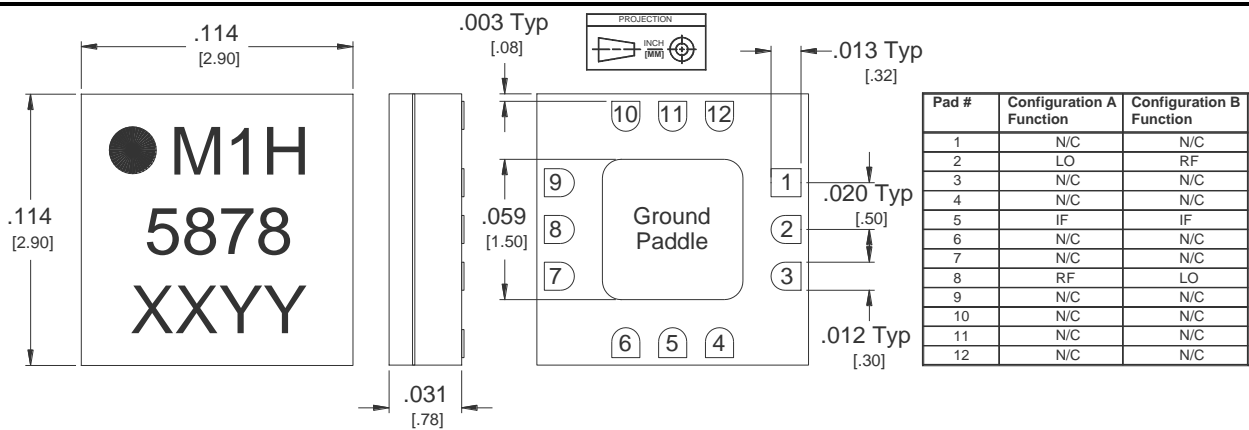 .114
[2.90]
M1H
5878
XXYY
.114
[2.90]
.031
[.78]
.003 Typ
[.08]
PROJECTION
INCH
[MM]
.013 Typ
[.32]
10 11 12
9
8
7
1
2
3
6 5 4
Ground
Paddle
.059
[1.50]
.020 Typ
[.50]
.012 Typ
[.30]
Pad # Configuration A Function Configuration B Function
1 N/C N/C
2 LO RF
3 N/C N/C
4 N/C N/C
5 IF IF
6 N/C N/C
7 N/C N/C
8 RF LO
9 N/C N/C
10 N/C N/C
11 N/C N/C
12 N/C N/C